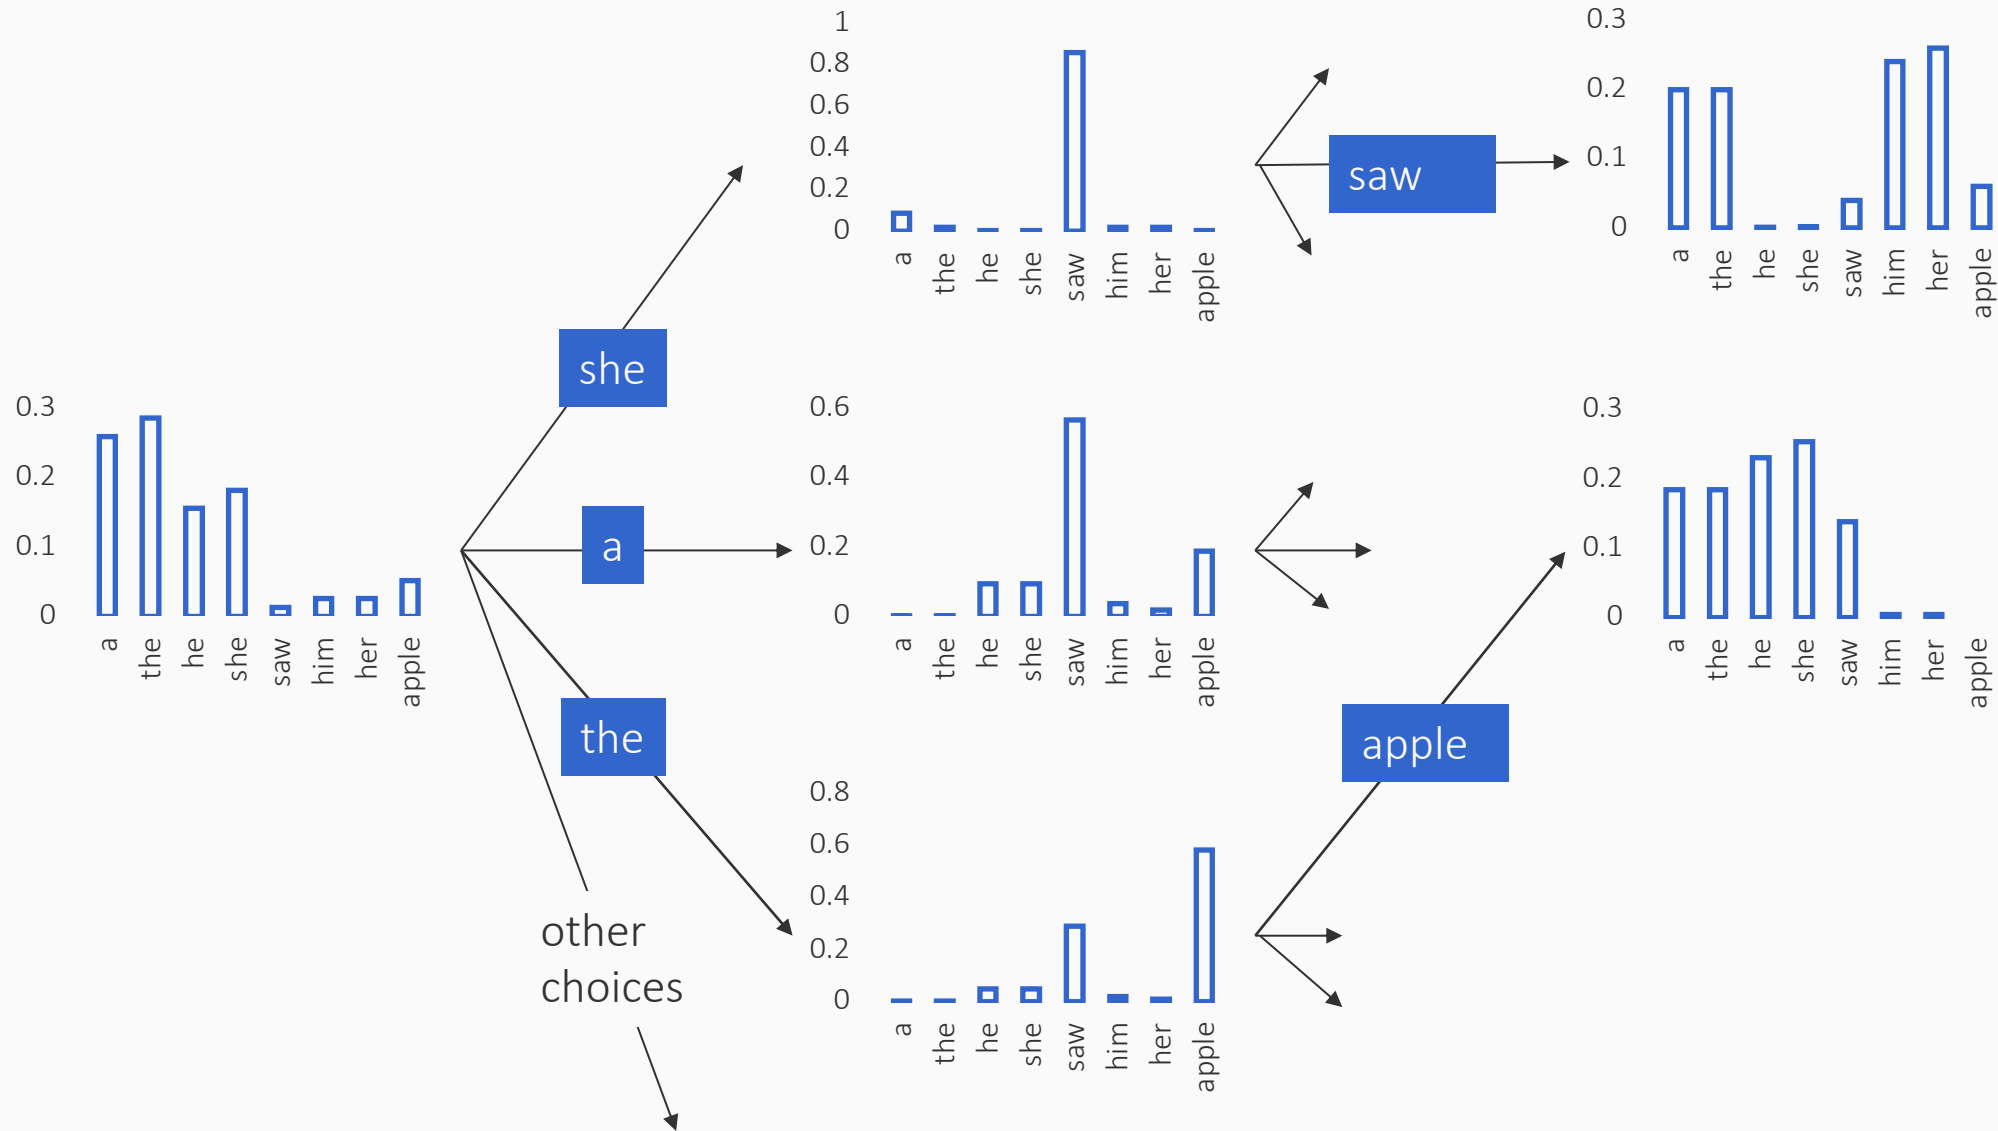 0.3
0.2
0.1
0
a
the
he
she
saw
him
her
apple
she
a
the
other
choices
1
0.8
0.6
0.4
0.2
0
a
the
he
she
saw
him
her
apple
0.6
0.4
0.2
0
a
the
he
she
saw
him
her
apple
0.8
0.6
0.4
0.2
0
a
the
he
she
saw
him
her
apple
saw
apple
0.3
0.2
0.1
0
a
the
he
she
saw
him
her
apple
0.3
0.2
0.1
0
a
the
he
she
saw
him
her
apple